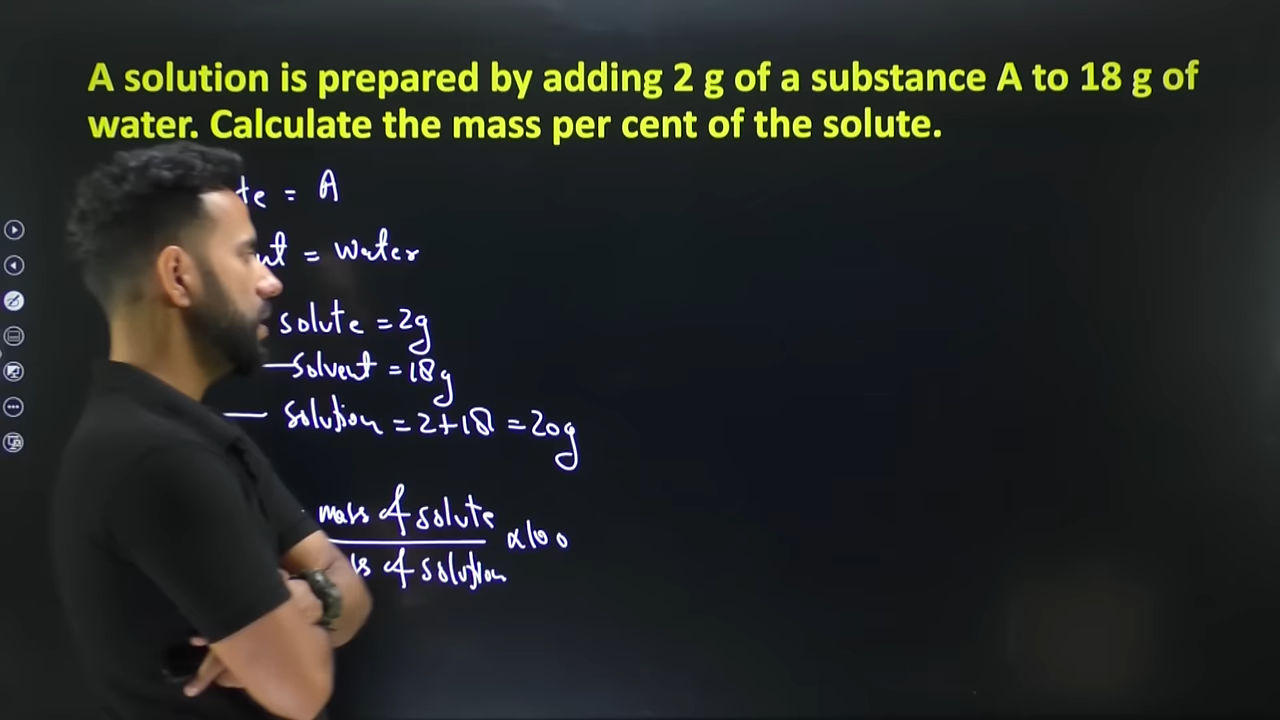 A solution is prepared by adding 2 g of a substance A to 18 g of
water. Calculate the mass per cent of the solute.
te = A
= Water
solute = 2g
Solvent = 18g
Solution = 2+18 = 20g
mass of solute
of solution
x100